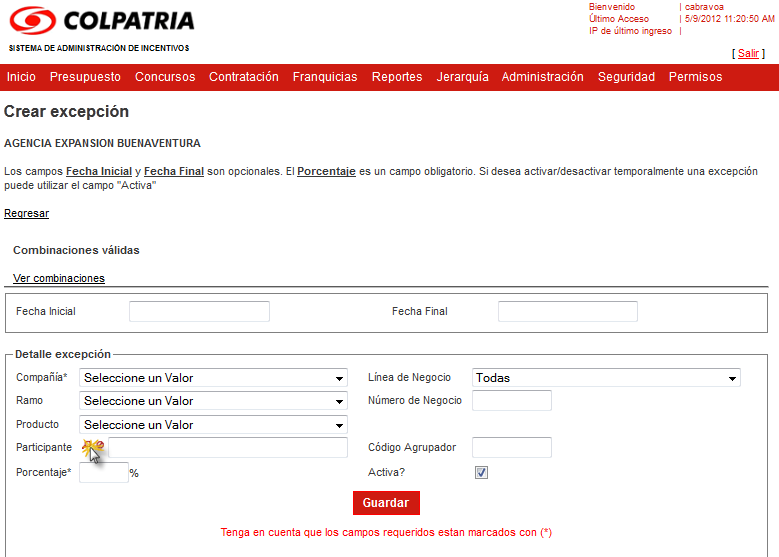 COLPATRIA
SISTEMA DE ADMINISTRACIÓN DE INCENTIVOS
Bienvenido | cabravoa
Último Acceso | 5/9/2012 11:20:50 AM
IP de último ingreso |
[ Salir ]
Inicio Presupuesto Concursos Contratación Franquicias Reportes Jerarquía Administración Seguridad Permisos
Crear excepción
AGENCIA EXPANSION BUENAVENTURA
Los campos Fecha Inicial y Fecha Final son opcionales. El Porcentaje es un campo obligatorio. Si desea activar/desactivar temporalmente una excepción
puede utilizar el campo "Activa"
Regresar
Combinaciones válidas
Ver combinaciones
Fecha Inicial Fecha Final
Detalle excepción
Compañía* Seleccione un Valor Línea de Negocio Todas
Ramo Seleccione un Valor Número de Negocio
Producto Seleccione un Valor
Participante Código Agrupador
Porcentaje* % Activa?
Guardar
Tenga en cuenta que los campos requeridos estan marcados con (*)